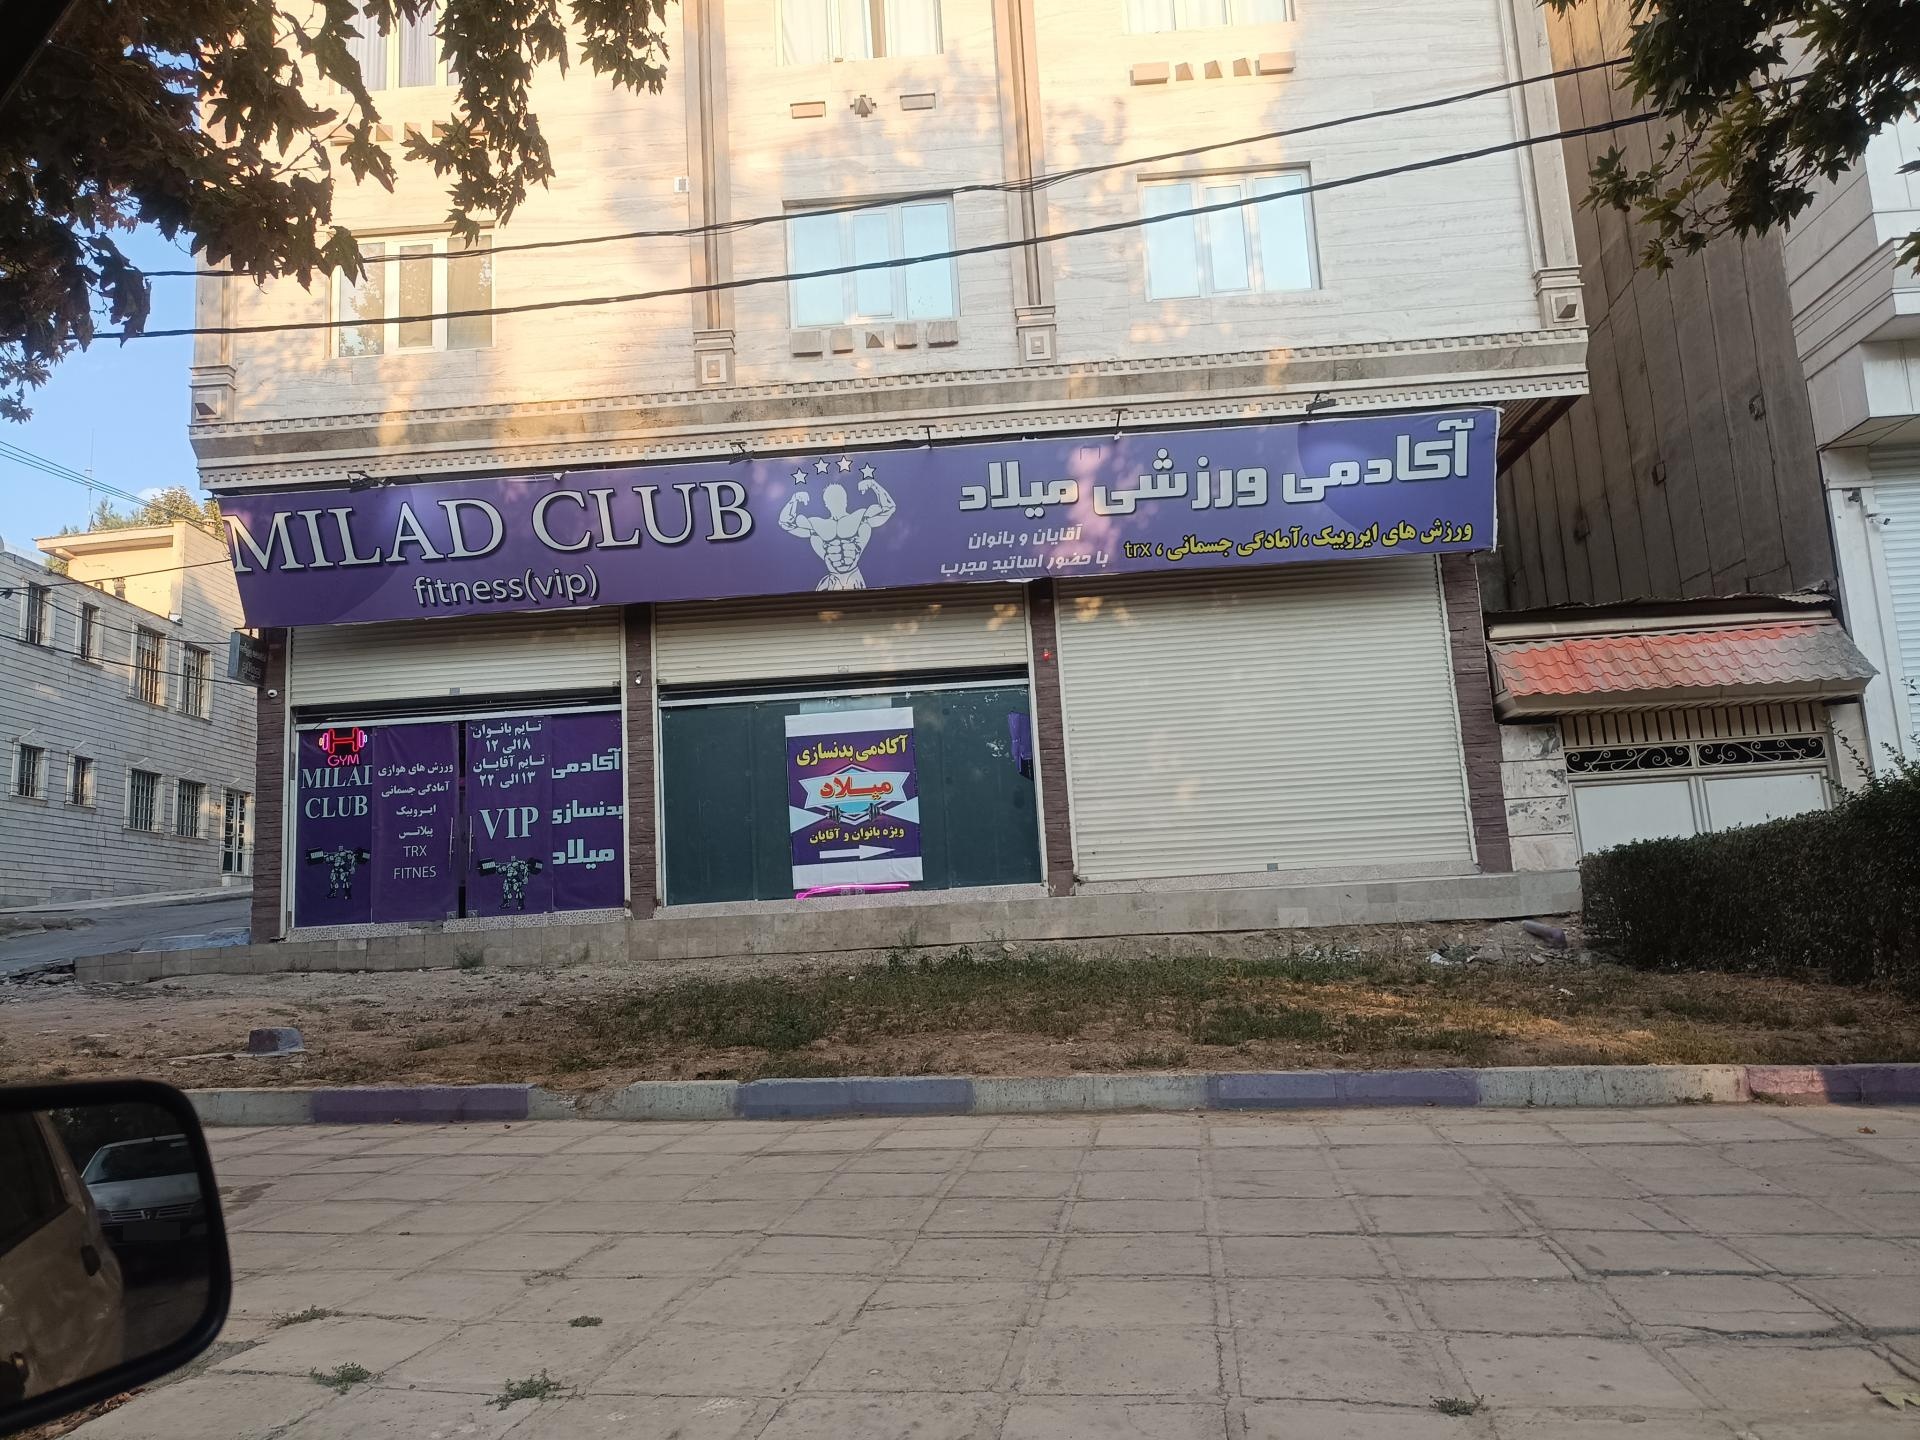 MILAD CLUB
fitness(vip)
آکادمی ورزشی میلاد
ورزش های ایروبیک ،آمادگی جسمانی ، trx
آقایان و بانوان
با حضور اساتید مجرب
GYM
MILAD
CLUB
ورزش های هوازی
آمادگی جسمانی
ایروبیک
پیلاتس
TRX
FITNES
تایم بانوان
۸ الی ۱۲
تایم آقایان
۱۳ الی ۲۲
VIP
آکادمی
بدنسازی
میلاد
آکادمی بدنسازی
میلاد
ویژه بانوان و آقایان